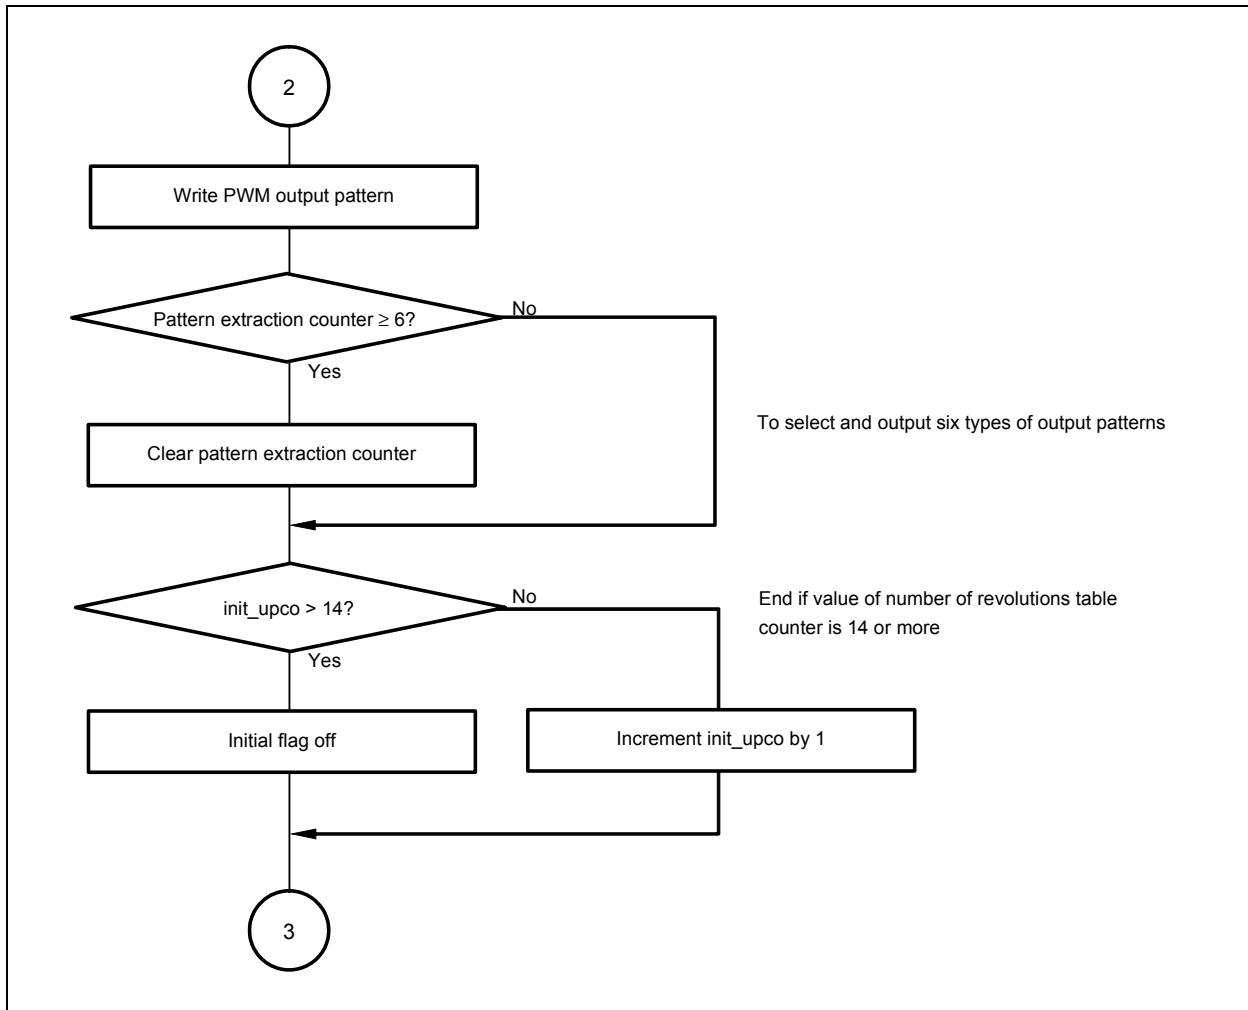 2
Write PWM output pattern
Pattern extraction counter ≥ 6?
No
Yes
To select and output six types of output patterns
Clear pattern extraction counter
init_upco > 14?
No
End if value of number of revolutions table
counter is 14 or more
Yes
Initial flag off
Increment init_upco by 1
3